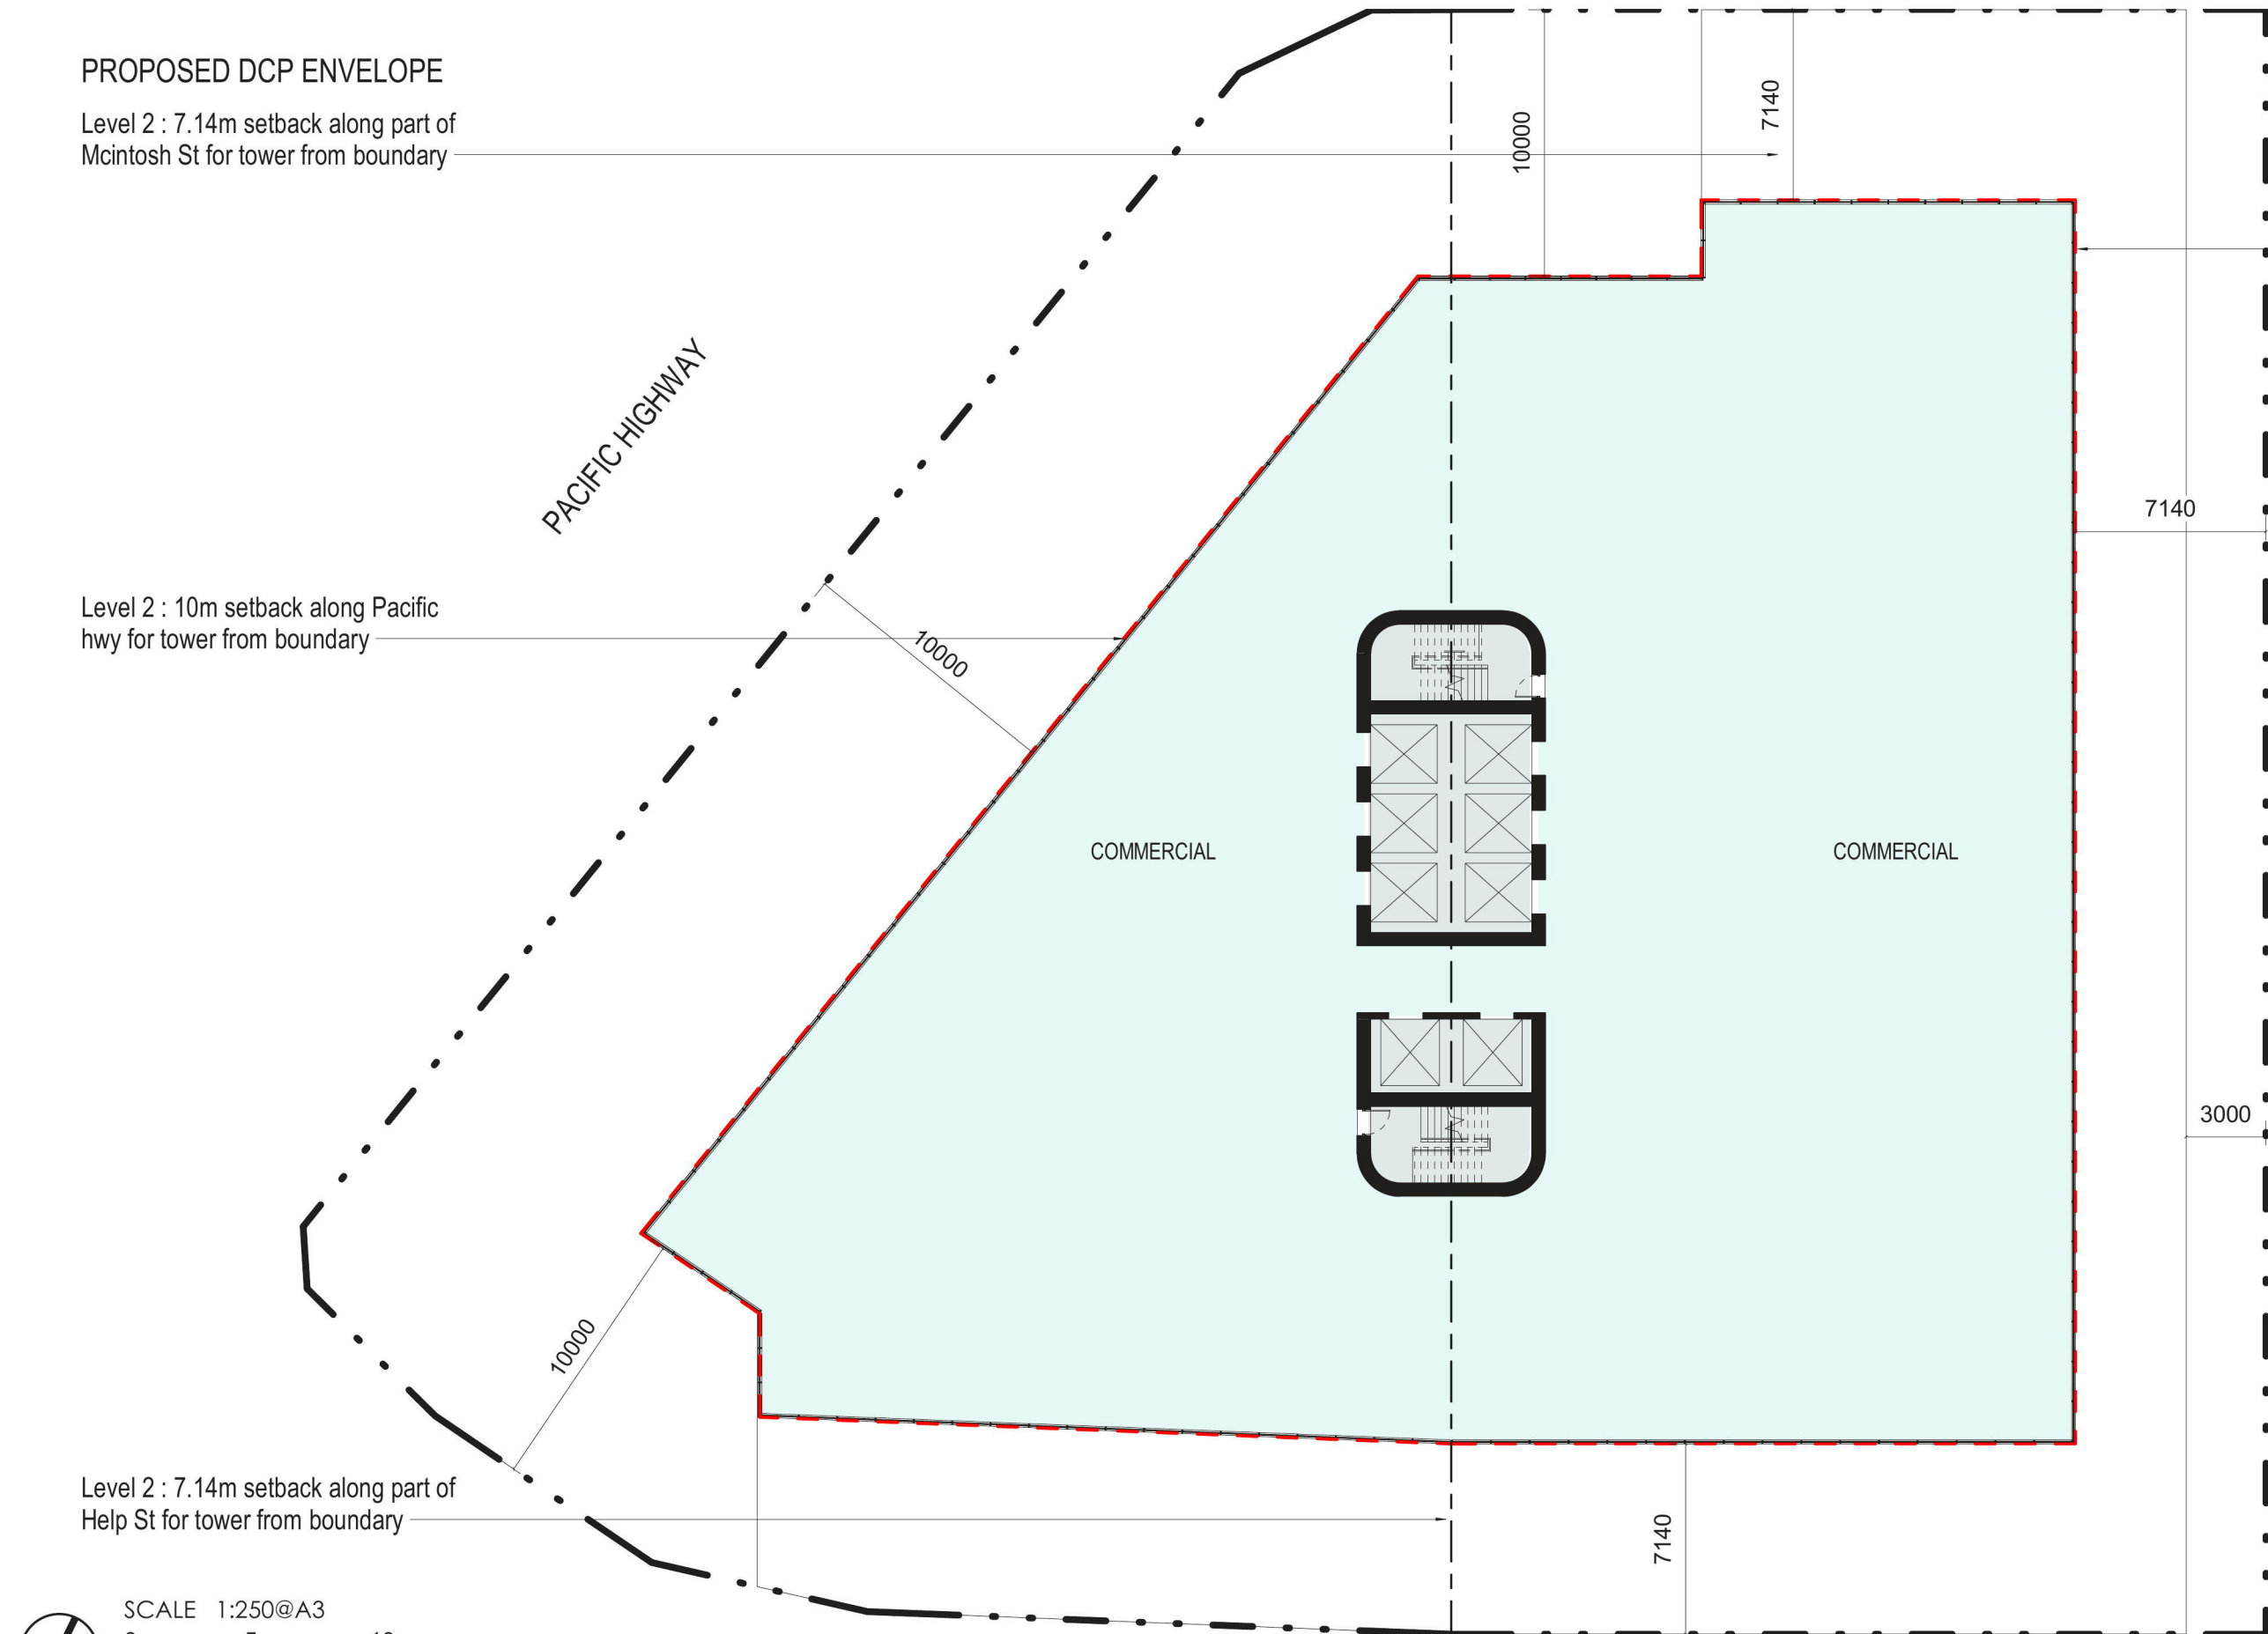 PROPOSED DCP ENVELOPE
Level 2 : 7.14m setback along part of
Mcintosh St for tower from boundary
10000
7140
PACIFIC HIGHWAY
7140
Level 2 : 10m setback along Pacific
hwy for tower from boundary
10000
COMMERCIAL
COMMERCIAL
3000
10000
Level 2 : 7.14m setback along part of
Help St for tower from boundary
7140
SCALE 1:250@A3